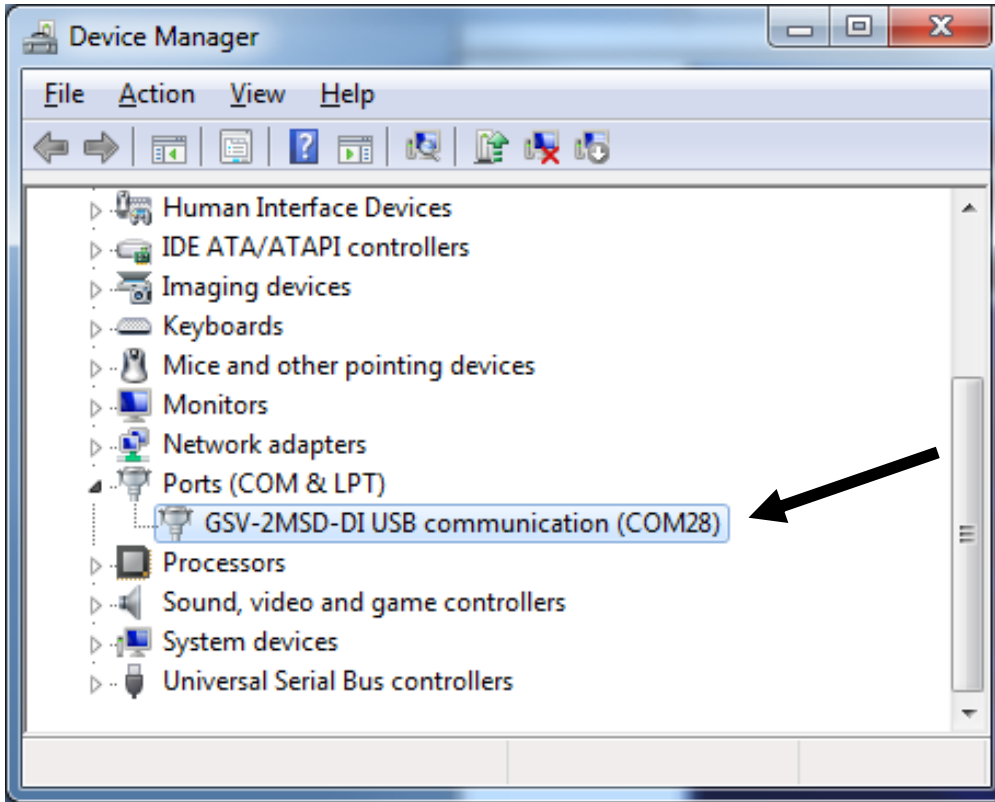 Device Manager
File Action View Help
Human Interface Devices
IDE ATA/ATAPI controllers
Imaging devices
Keyboards
Mice and other pointing devices
Monitors
Network adapters
Ports (COM & LPT)
GSV-2MSD-DI USB communication (COM28)
Processors
Sound, video and game controllers
System devices
Universal Serial Bus controllers